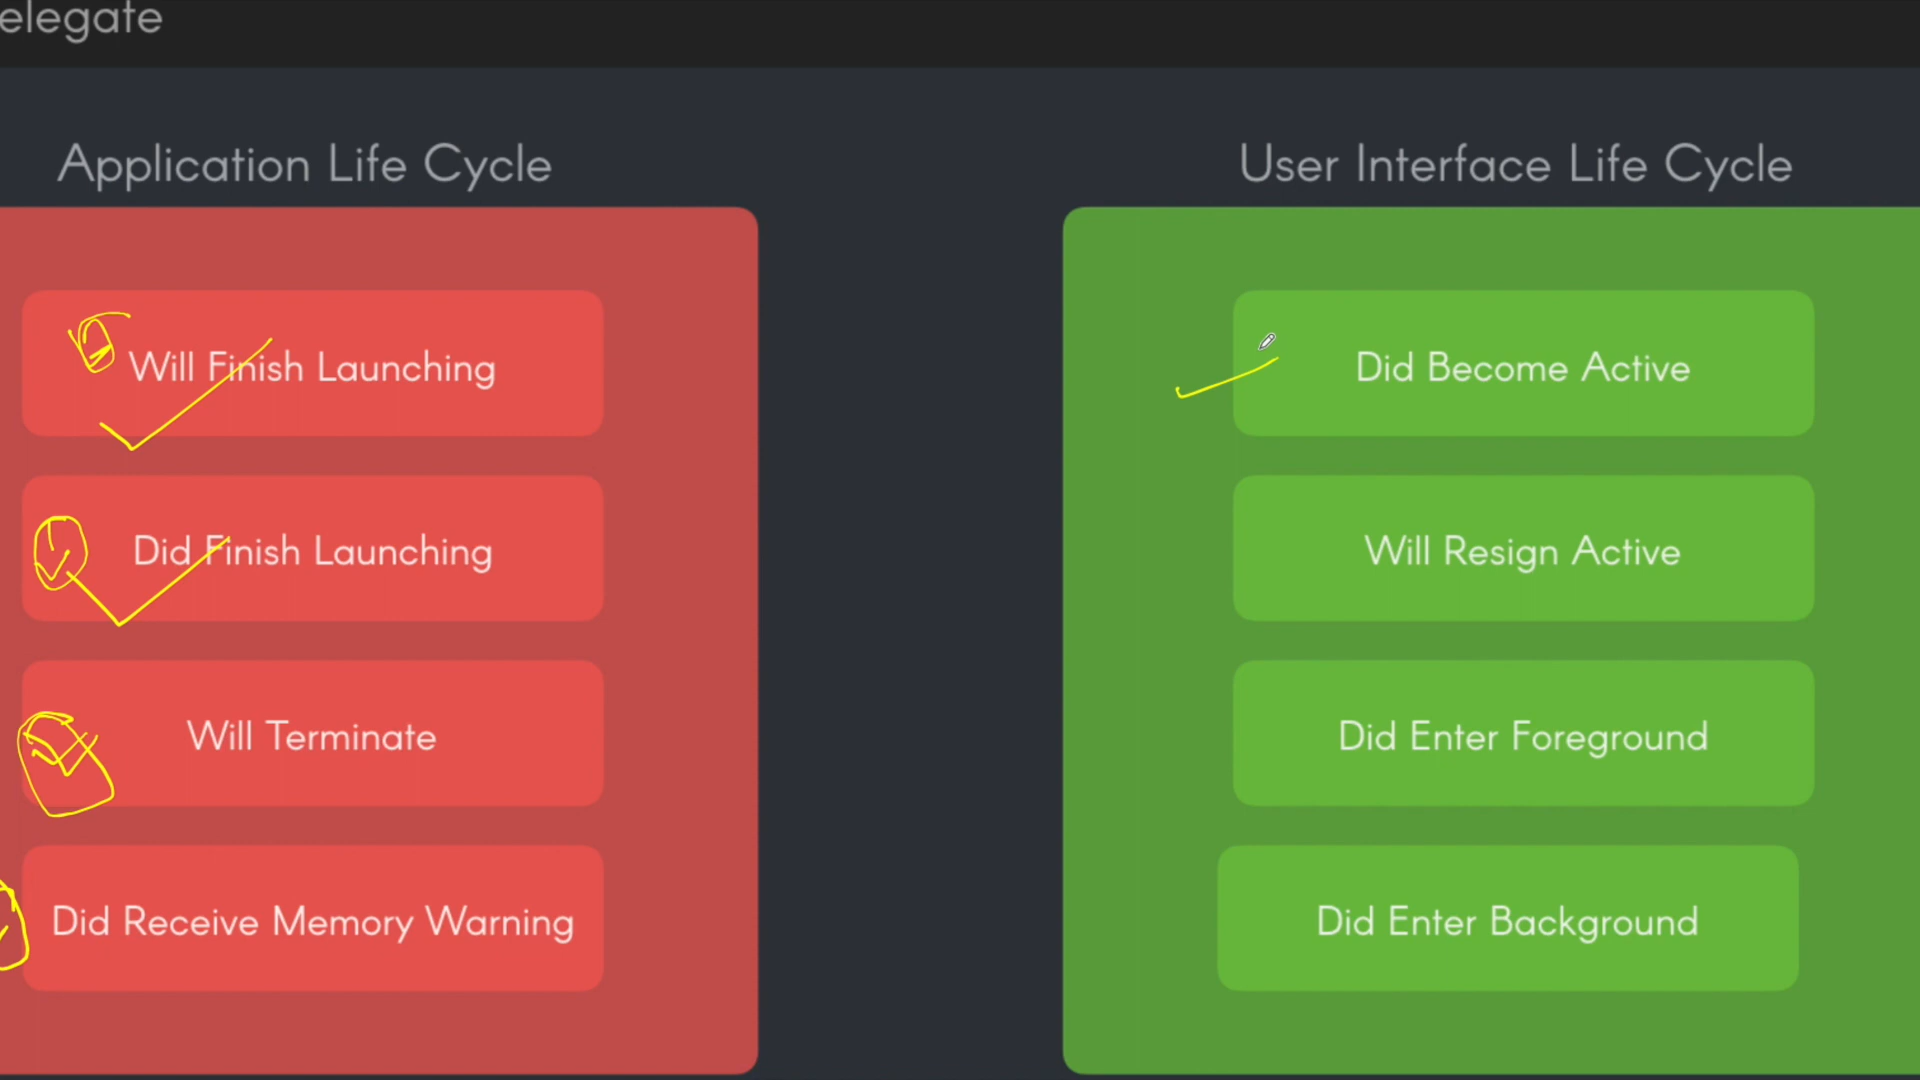 elegate
Application Life Cycle
Will Finish Launching
Did Finish Launching
Will Terminate
Did Receive Memory Warning
User Interface Life Cycle
Did Become Active
Will Resign Active
Did Enter Foreground
Did Enter Background